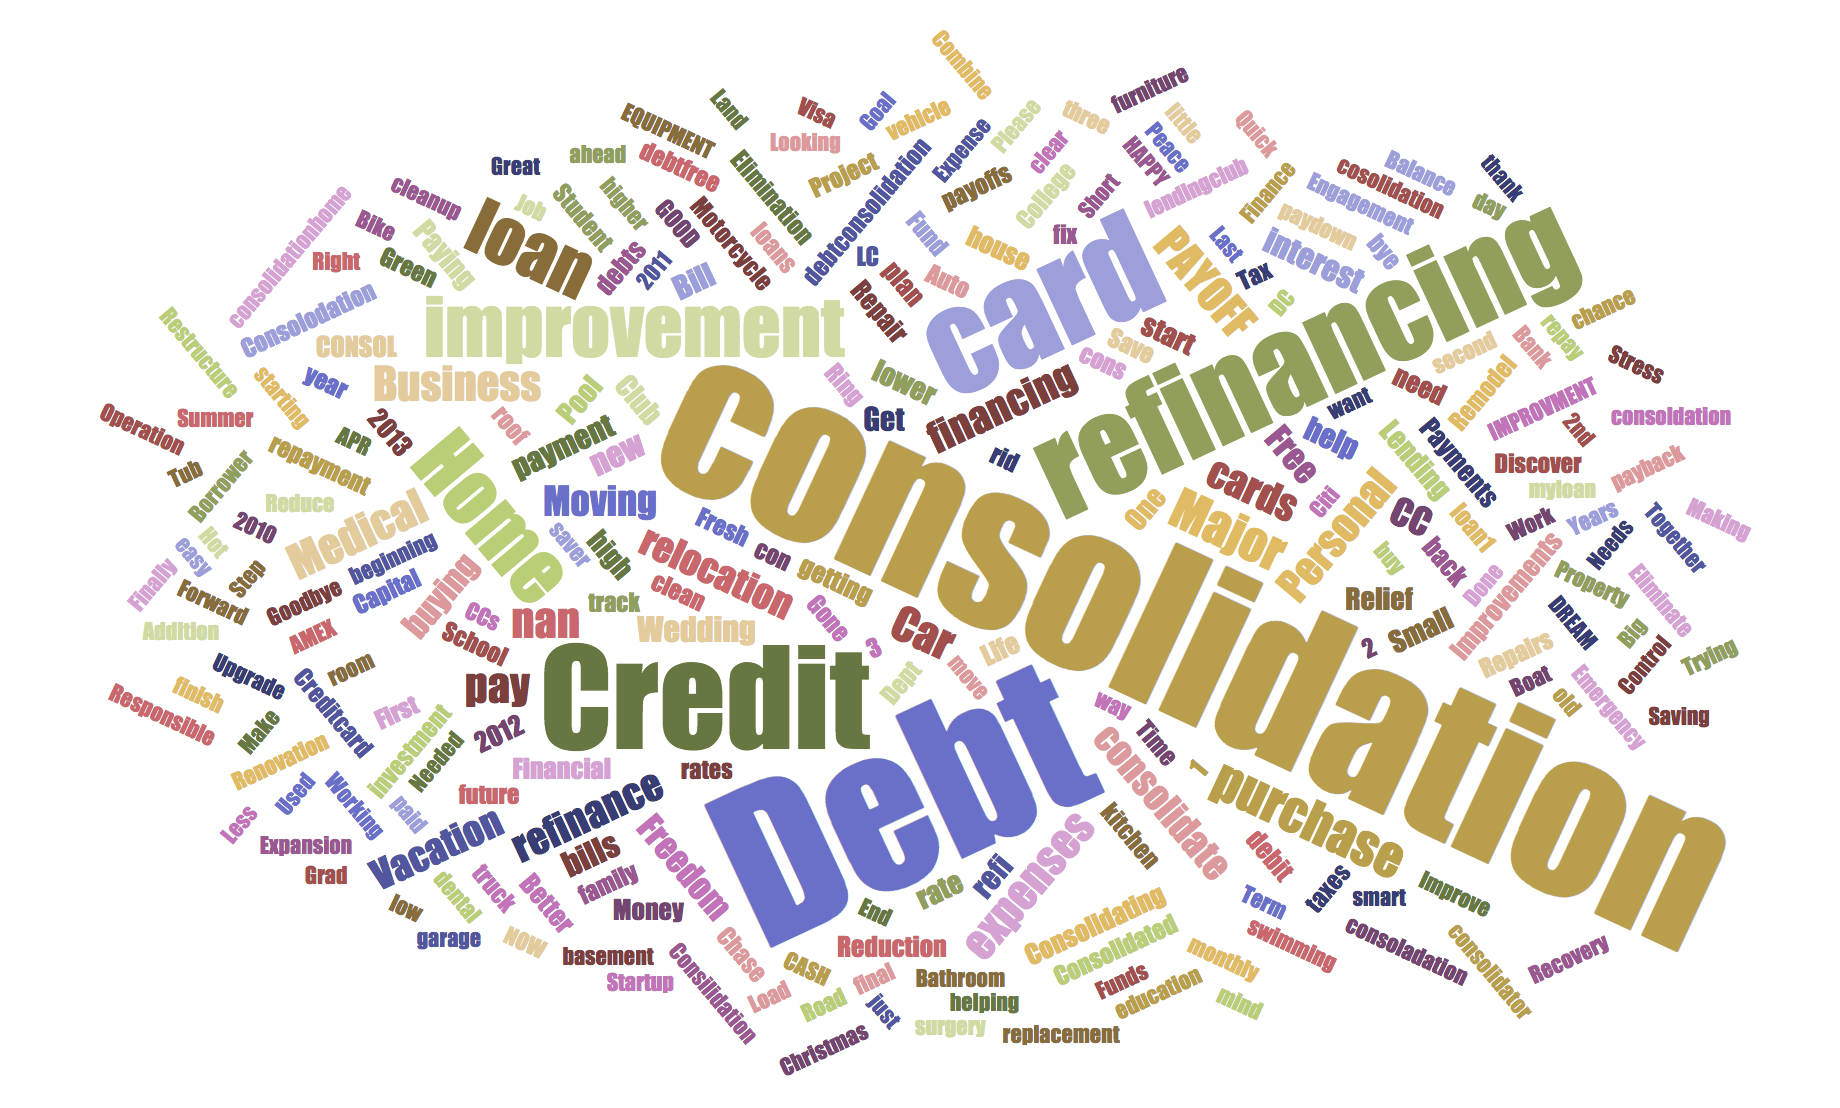 Combine
furniture
Land
Visa
Goal
vehicle
EQUIPMENT
Looking
Expense
Please
three
little
Quick
clear
Peace
HAPPY
Great
ahead
debtfree
Elimination
Project
debtconsolidation
payoffs
College
Short
lendingclub
Finance
Balance
cosolidation
Engagement
thank
day
cleanup
consolidationhome
Bike
Job
Student
higher
GOOD
Motorcycle
loans
Fund
house
fix
paydown
bye
Right
Green
Paying
loan
debts
2011
Bill
LC
plan
Auto
Repair
card
PAYOFF
Last
Tax
interest
DC
refinancing
Restructure
Consolodation
CONSOL
improvement
Save
start
cons
chance
repay
Bank
second
Stress
starting
year
Business
Pool
Club
Ring
lower
Get
financing
want
need
Remodel
IMPROVMENT
2nd
consoldation
Operation
Summer
2013
APR
roof
payment
new
rid
Free
help
Lending
Payments
Discover
payback
myloan
Tub
repayment
Borrower
Reduce
Home
Moving
Consolidation
One
Major
cards
citi
Personal
CC
loan1
Work
Years
Making
2010
Hot
easy
Medical
beginning
saver
high
Fresh
relocation
con
getting
buy
back
Done
Improvements
Needs
Together
Finally
Step
Forward
Goodbye
Capital
buying
CCs
nan
track
clean
Gone
Relief
Property
Eliminate
Addition
AMEX
School
Wedding
3
Car
Life
2
Small
DREAM
Big
Repairs
Control
Trying
Upgrade
room
Creditcard
pay
Credit
Dept
move
Boat
old
Emergency
Saving
Responsible
finish
Make
First
Investment
Needed
2012
Debt
way
Time
Renovation
Financial
rates
consolidate
1
purchase
Used
Working
paid
future
refinance
Less
Expansion
Grad
Vacation
bills
Freedom
expenses
kitchen
debit
low
dental
truck
Better
family
Money
End
rate
refi
Term
taxes
smart
Improve
garage
NOW
basement
Startup
Consilidation
Chase
CASH
Reduction
Consolidating
Consolidated
monthly
swimming
consoladation
consolidator
Recovery
Load
Road
final
just
Bathroom
helping
surgery
replacement
Funds
education
mind
Christmas